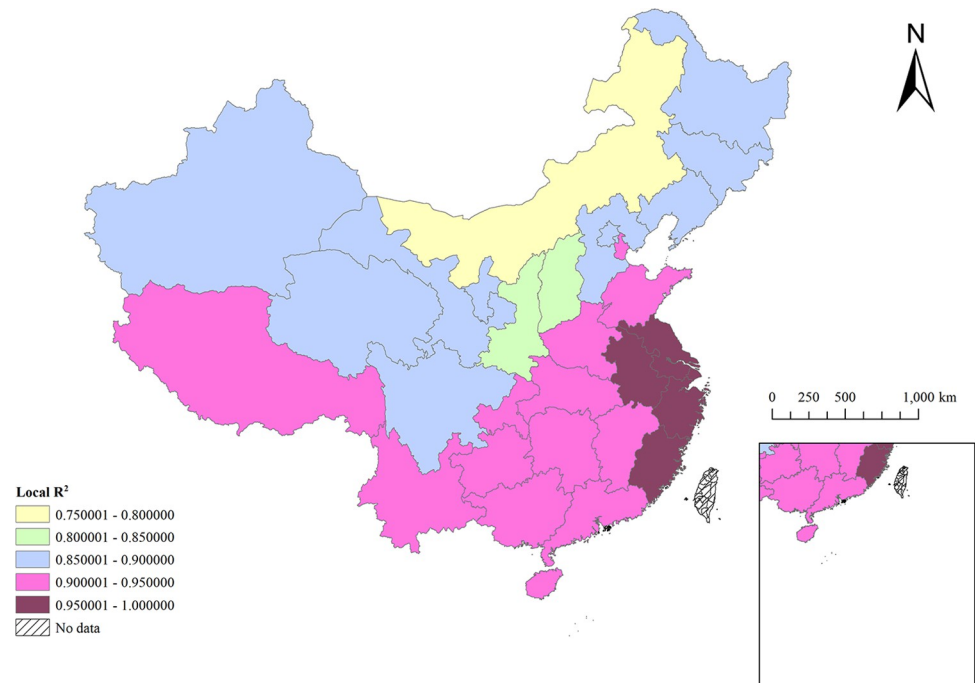 N
0 250 500 1,000 km
Local R²
0.750001 - 0.800000
0.800001 - 0.850000
0.850001 - 0.900000
0.900001 - 0.950000
0.950001 - 1.000000
No data